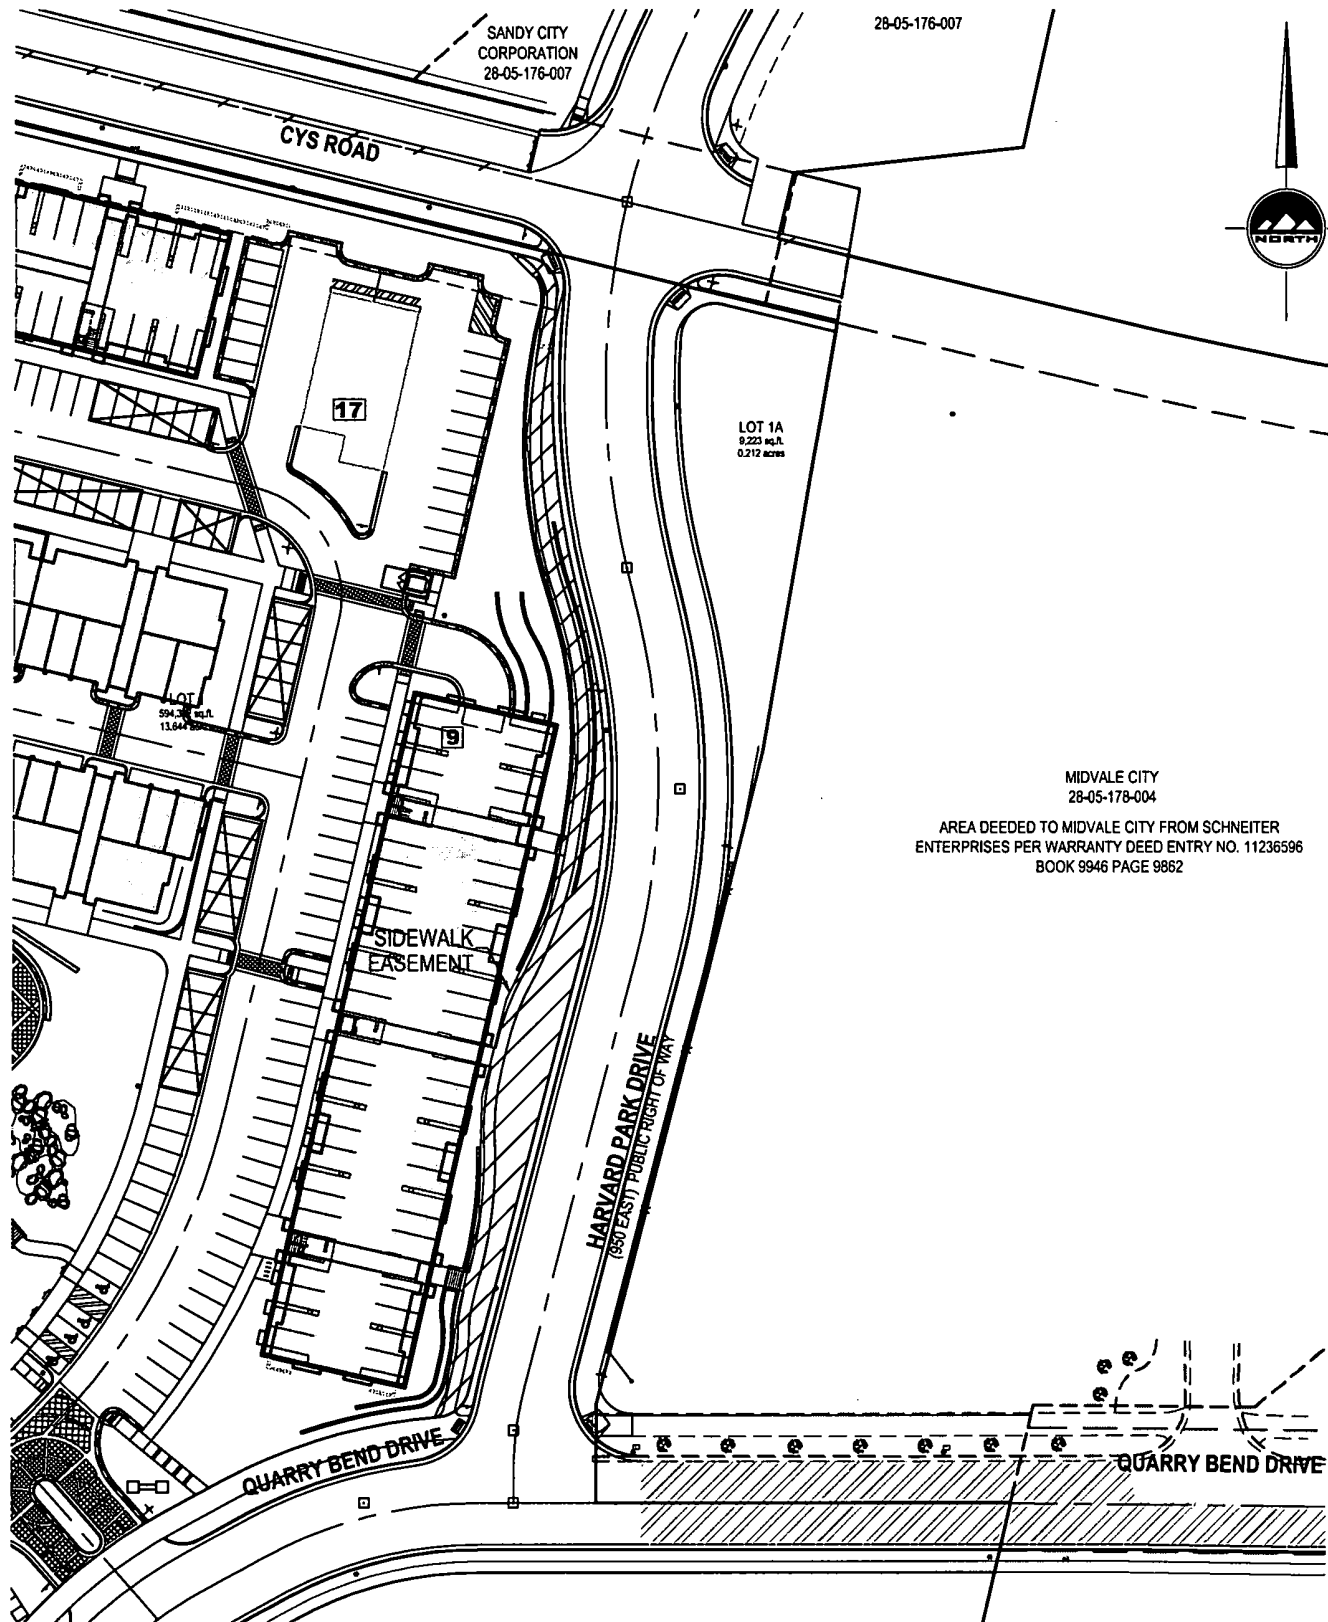 SANDY CITY
CORPORATION
28-05-176-007
28-05-176-007
CYS ROAD
NORTH
17
LOT 1A
9,223 sq.ft.
0.212 acres
LOT
sq.ft.
9
MIDVALE CITY
28-05-178-004
AREA DEEDED TO MIDVALE CITY FROM SCHNEITER
ENTERPRISES PER WARRANTY DEED ENTRY NO. 11236596
BOOK 9946 PAGE 9862
SIDEWALK
EASEMENT
HARVARD PARK DRIVE
(950 EAST) PUBLIC RIGHT OF WAY
QUARRY BEND DRIVE
QUARRY BEND DRIVE